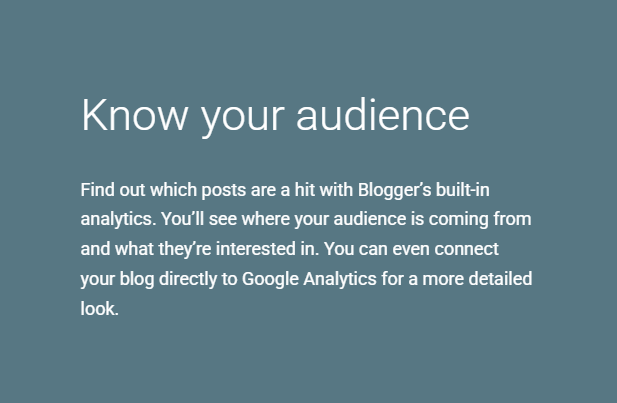 Know your audience
Find out which posts are a hit with Blogger’s built-in
analytics. You’ll see where your audience is coming from
and what they’re interested in. You can even connect
your blog directly to Google Analytics for a more detailed
look.